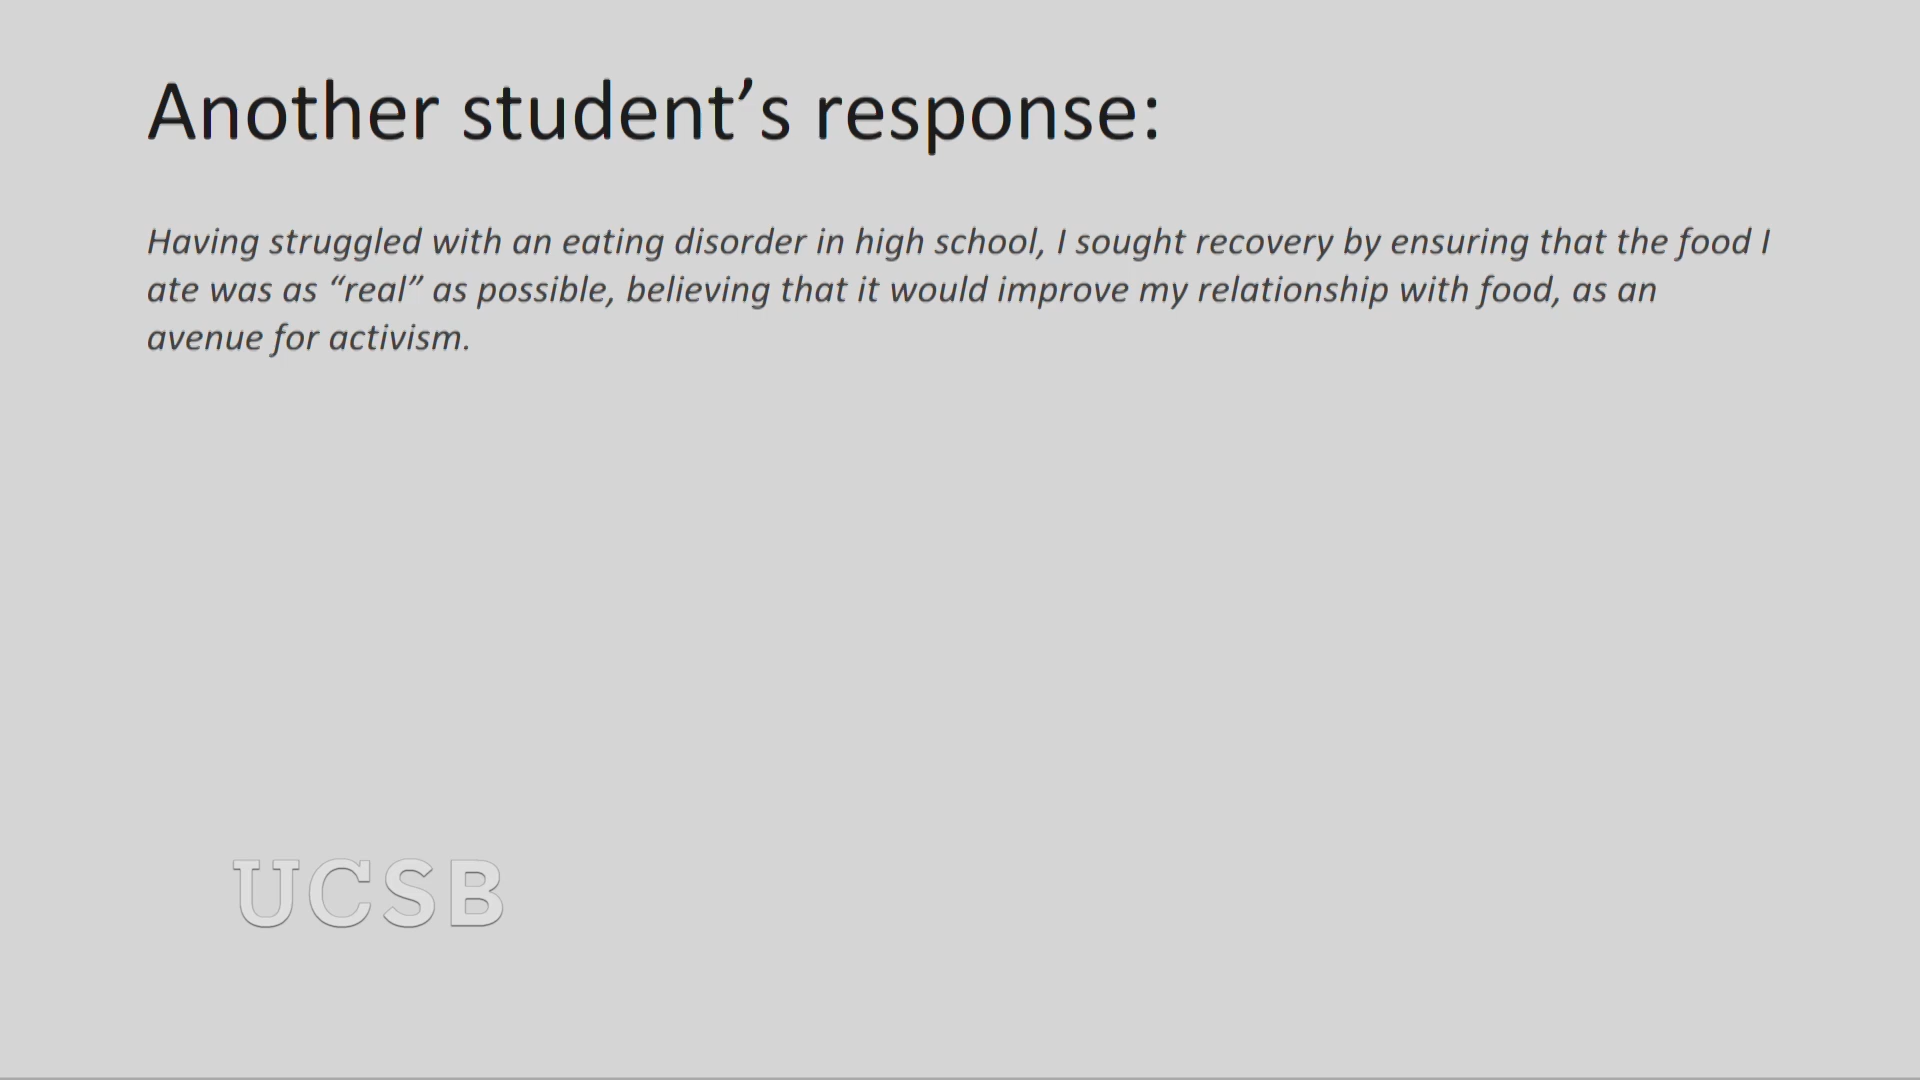 Another student’s response:
Having struggled with an eating disorder in high school, I sought recovery by ensuring that the food I
ate was as “real” as possible, believing that it would improve my relationship with food, as an
avenue for activism.
UCSB